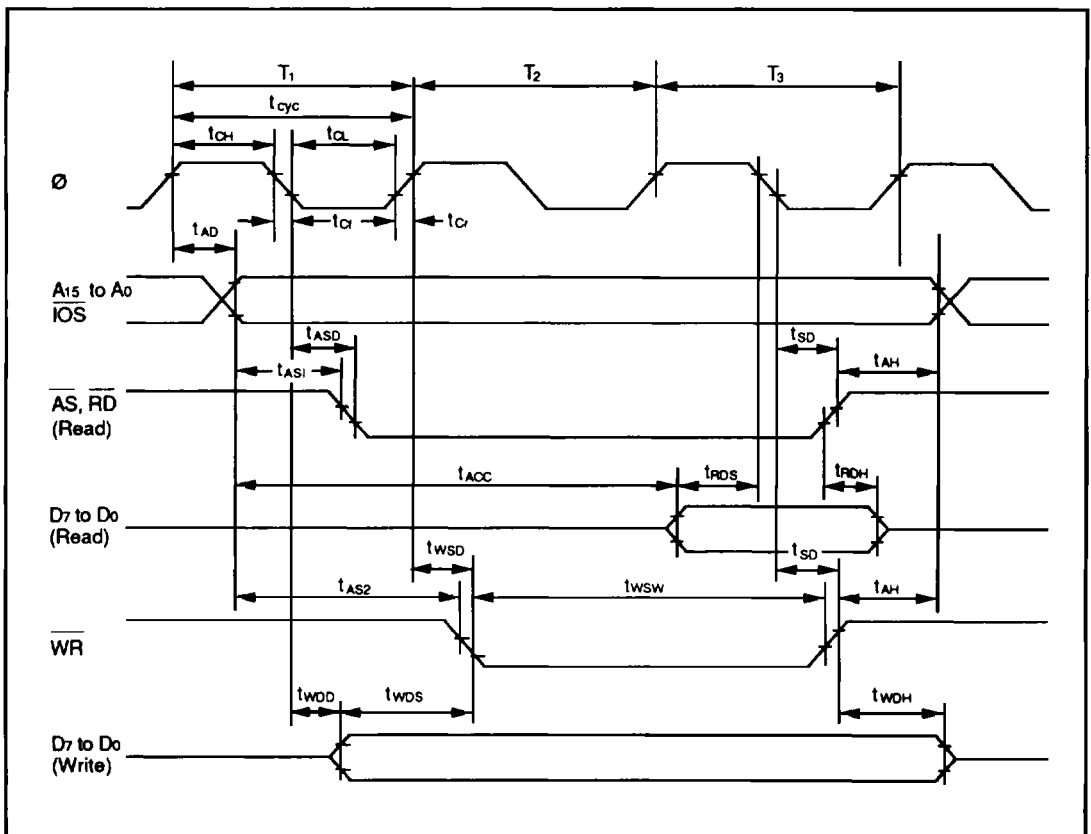 T₁ T₂ T₃
tcyc
tCH tCL
Ø
tCf tCr
tAD
A₁₅ to A₀
IOS
tASD tSD
tASI tAH
AS, RD
(Read)
tACC tRDS tRDH
D₇ to D₀
(Read)
tWSD tSD
tAS2 tWSW tAH
WR
tWDD tWDS tWDH
D₇ to D₀
(Write)